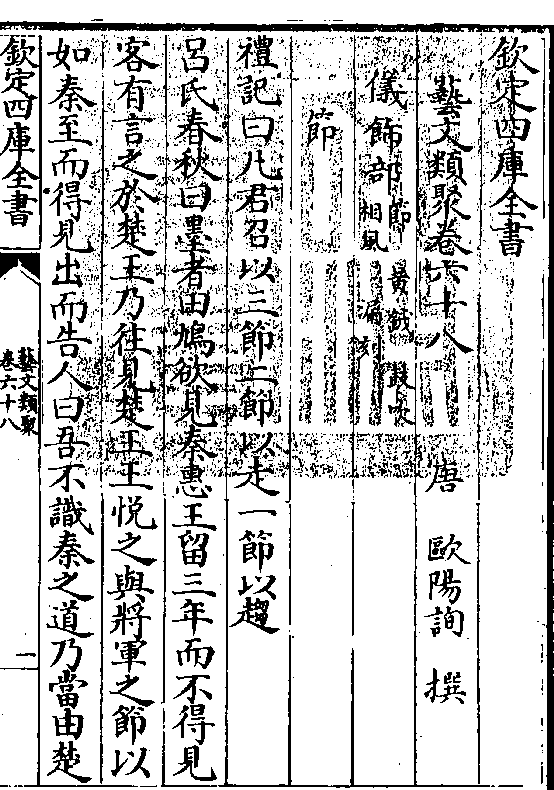 欽定四庫全書
藝文類聚卷六十八 唐 歐陽詢 撰
儀飾部 節 黃鉞 鼓吹
相風 漏刻
節
禮記曰凡君召以三節二節以走一節以趨
呂氏春秋曰墨者田鳩欲見秦惠王留三年而不得見
客有言之於楚王乃往見楚王王悅之與將軍之節以
如秦至而得見出而告人曰吾不識秦之道乃當由楚
欽定四庫全書
藝文類聚
卷六十八
一